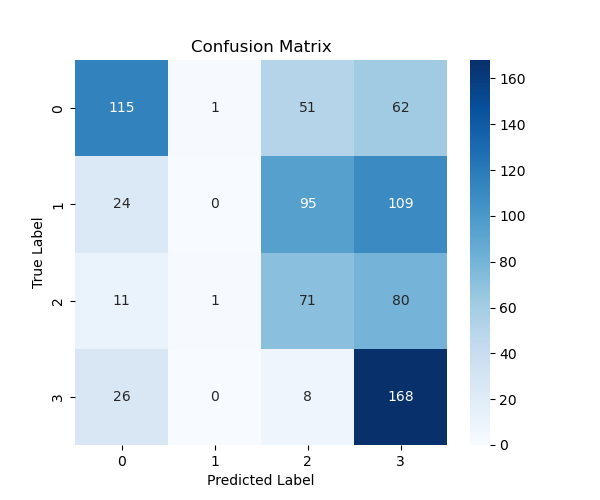 Confusion Matrix
True Label
0 115 1 51 62
1 24 0 95 109
2 11 1 71 80
3 26 0 8 168
0 1 2 3
Predicted Label
160
140
120
100
80
60
40
20
0